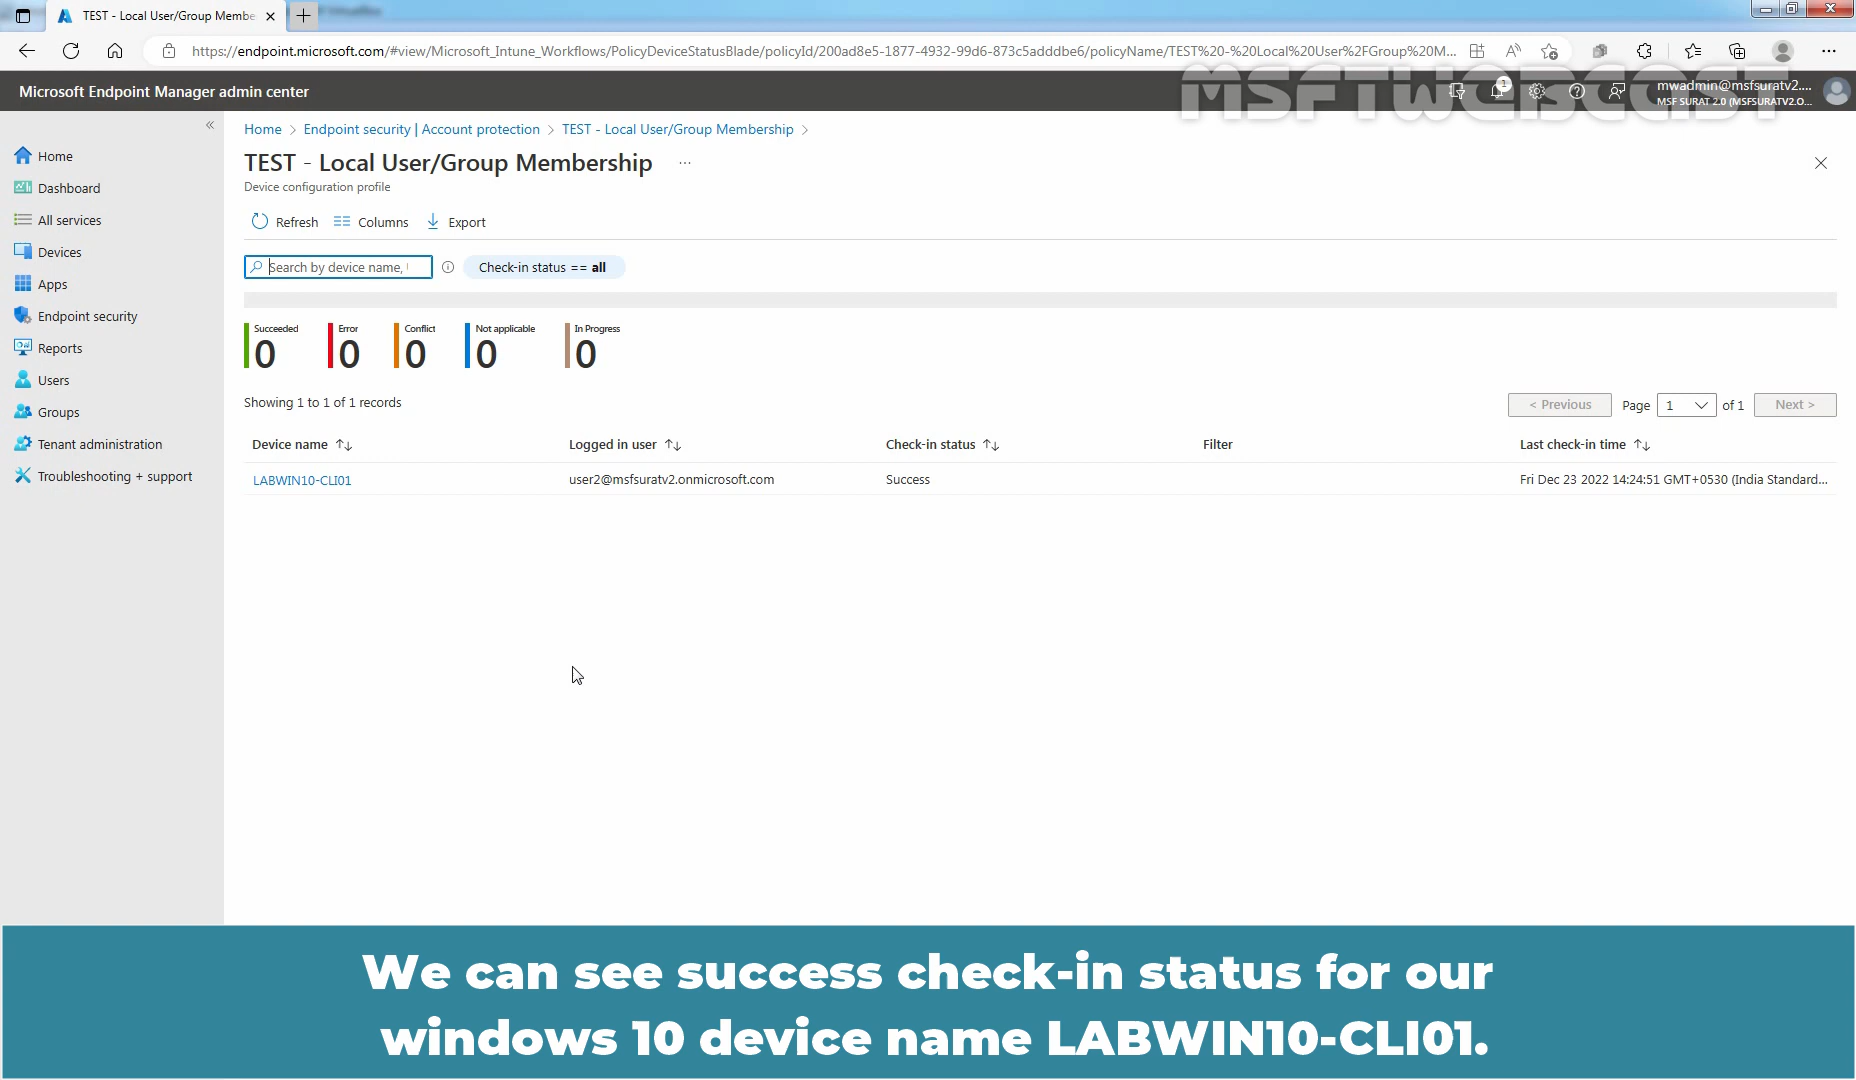 TEST - Local User/Group Membe
https://endpoint.microsoft.com/#view/Microsoft_Intune_Workflows/PolicyDeviceStatusBlade/policyId/200ad8e5-1877-4932-99d6-873c5adddbe6/policyName/TEST%20-%20Local%20User%2FGroup%20M...
Microsoft Endpoint Manager admin center
MSFTWEBCAST
1
mwadmin@msfsuratv2....
MSF SURAT 2.0 (MSFSURATV2.O...
Home > Endpoint security | Account protection > TEST - Local User/Group Membership >
TEST - Local User/Group Membership ...
Device configuration profile
Home
Dashboard
All services
Devices
Apps
Endpoint security
Reports
Users
Groups
Tenant administration
Troubleshooting + support
Refresh Columns Export
Search by device name, Check-in status == all
Succeeded Error Conflict Not applicable In Progress
0 0 0 0 0
Showing 1 to 1 of 1 records
< Previous Page 1 of 1 Next >
Device name Logged in user Check-in status Filter Last check-in time
LABWIN10-CLI01 user2@msfsuratv2.onmicrosoft.com Success Fri Dec 23 2022 14:24:51 GMT+0530 (India Standard...
We can see success check-in status for our
windows 10 device name LABWIN10-CLI01.